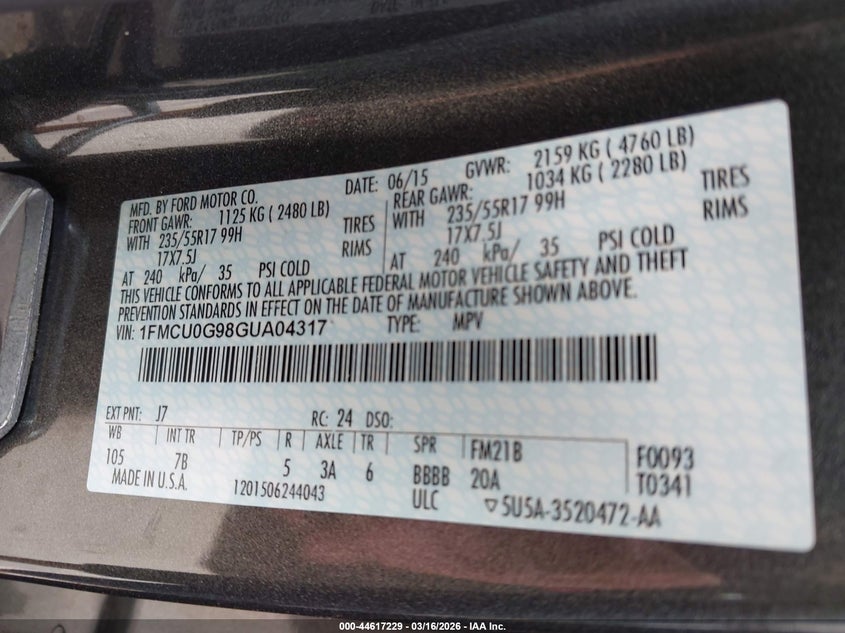 MFD. BY FORD MOTOR CO. DATE: 06/15 GVWR: 2159 KG ( 4760 LB)
FRONT GAWR: 1125 KG ( 2480 LB) REAR GAWR: 1034 KG ( 2280 LB)
WITH 235/55R17 99H TIRES WITH 235/55R17 99H TIRES
17X7.5J RIMS 17X7.5J RIMS
AT 240 kPa/ 35 PSI COLD AT 240 kPa/ 35 PSI COLD
THIS VEHICLE CONFORMS TO ALL APPLICABLE FEDERAL MOTOR VEHICLE SAFETY AND THEFT
PREVENTION STANDARDS IN EFFECT ON THE DATE OF MANUFACTURE SHOWN ABOVE.
VIN: 1FMCU0G98GUA04317 TYPE: MPV
EXT PNT: J7 RC: 24 DSO:
WB INT TR TP/PS R AXLE TR SPR FM21B F0093
105 7B 5 3A 6 BBBB 20A T0341
MADE IN U.S.A. 1201506244043 ULC ▽5U5A-3520472-AA
000-44617229 - 03/16/2026 - IAA Inc.